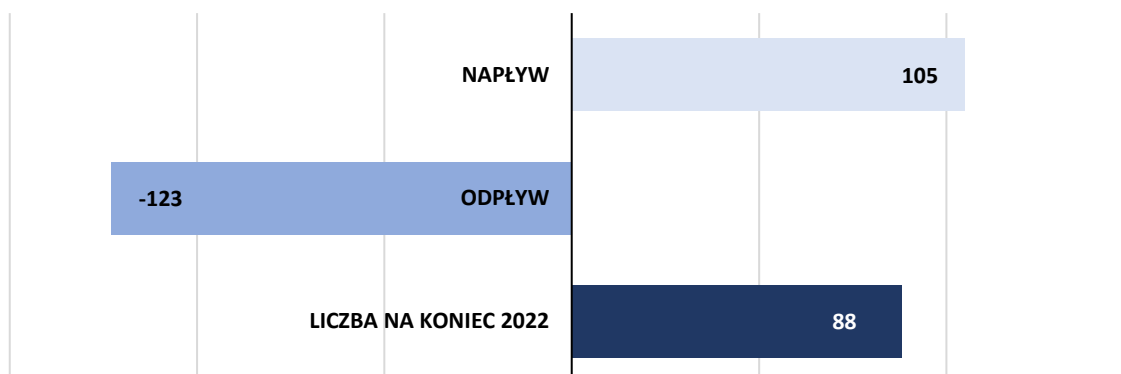 NAPŁYW 105
-123 ODPŁYW
LICZBA NA KONIEC 2022 88